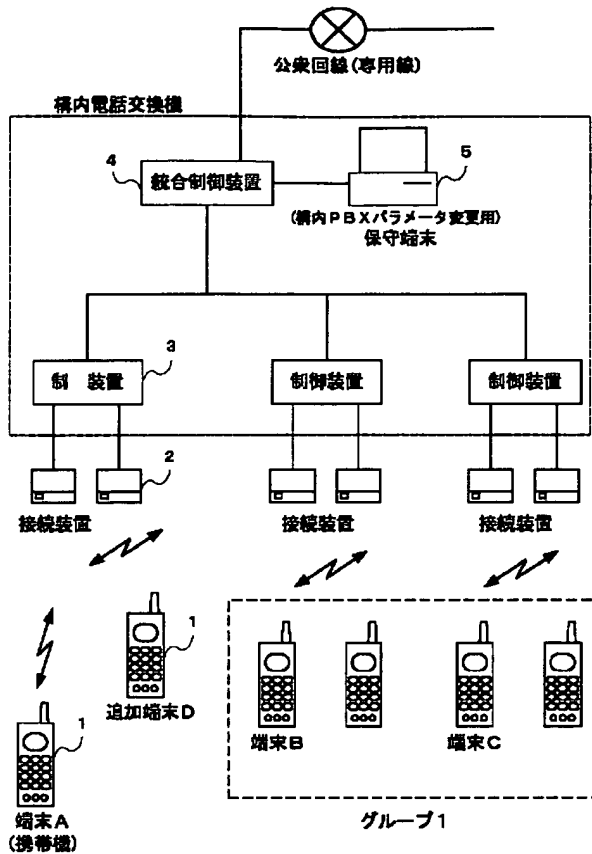 公衆回線(専用線)
構内電話交換機
4
統合制御装置
5
(構内PBXパラメータ変更用)
保守端末
3
制 装置
制御装置
制御装置
2
接続装置
接続装置
接続装置
1
追加端末D
端末B
端末C
1
端末A
(携帯機)
グループ1